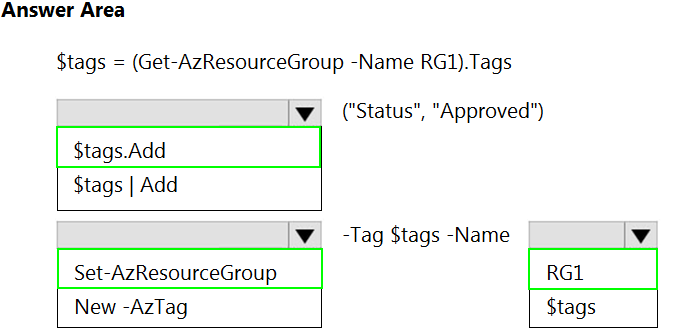 Answer Area
$tags = (Get-AzResourceGroup -Name RG1).Tags
("Status", "Approved")
$tags.Add
$tags | Add
-Tag $tags -Name
Set-AzResourceGroup
New -AzTag
RG1
$tags